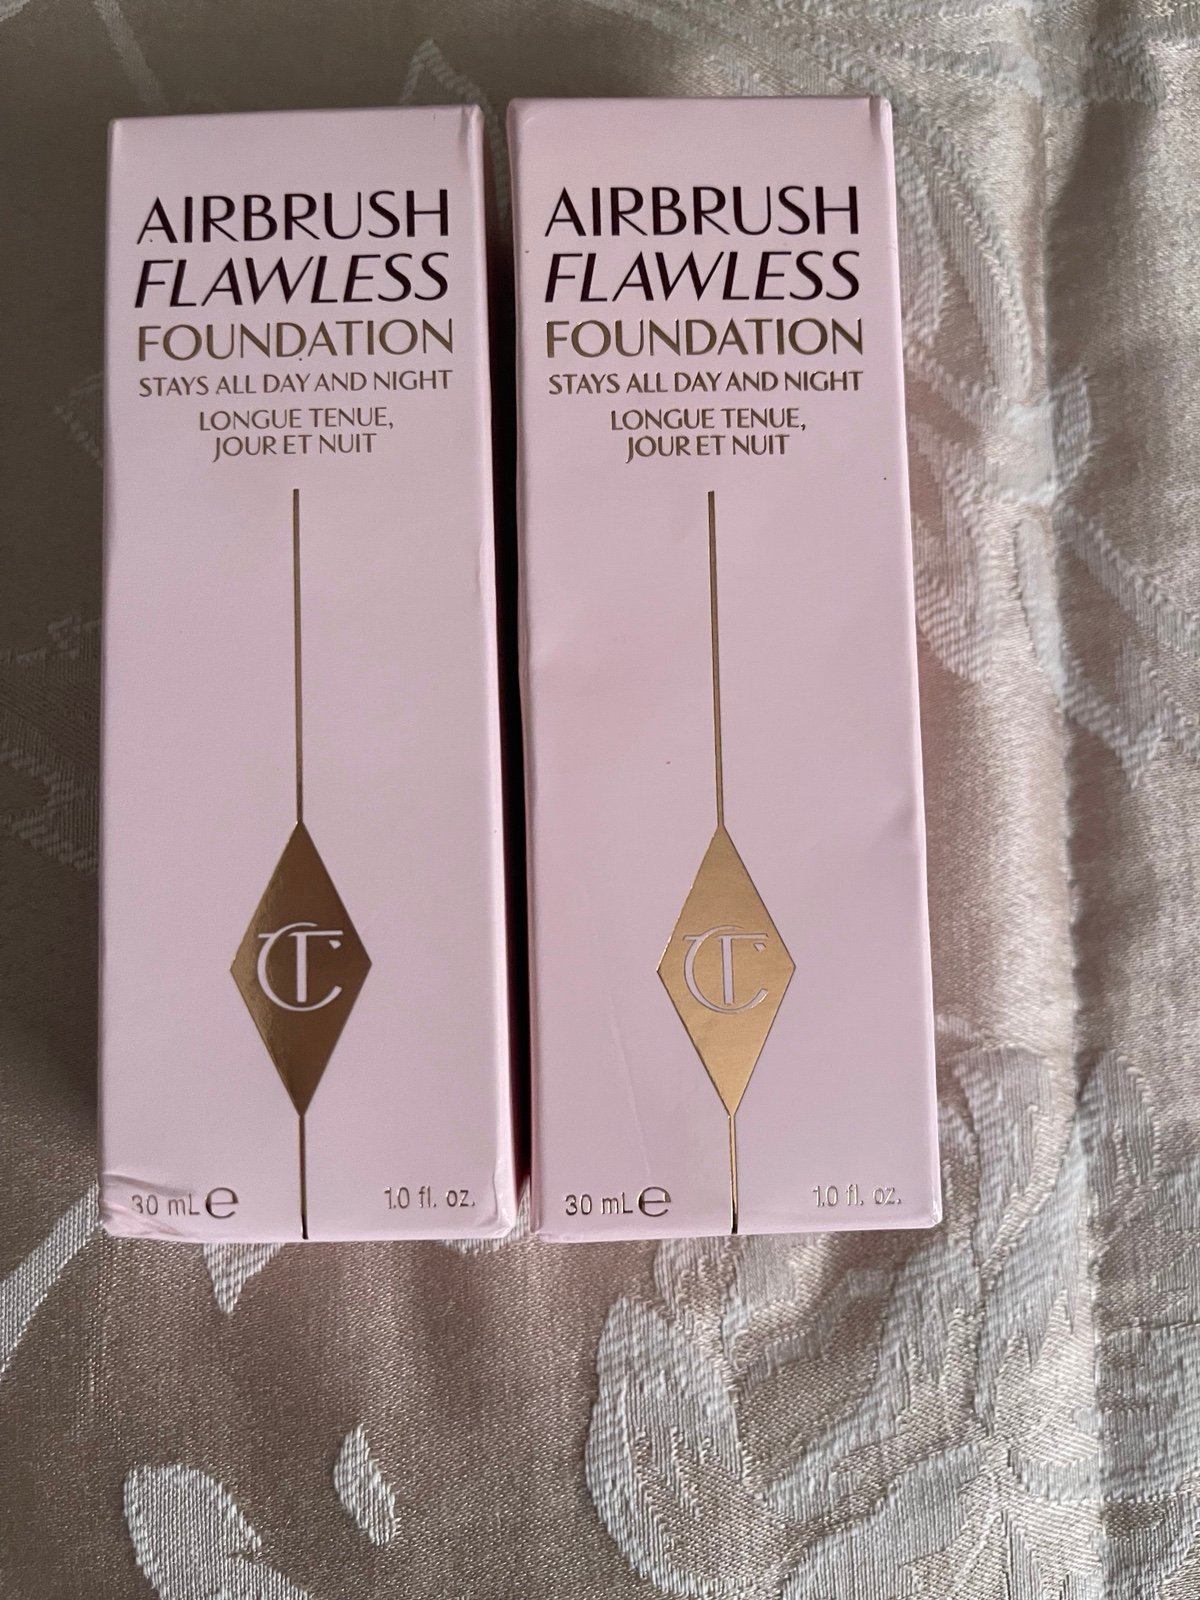 AIRBRUSH
FLAWLESS
FOUNDATION
STAYS ALL DAY AND NIGHT
LONGUE TENUE,
JOUR ET NUIT
CT
30 mL e 1.0 fl. oz.
AIRBRUSH
FLAWLESS
FOUNDATION
STAYS ALL DAY AND NIGHT
LONGUE TENUE,
JOUR ET NUIT
CT
30 mL e 1.0 fl. oz.